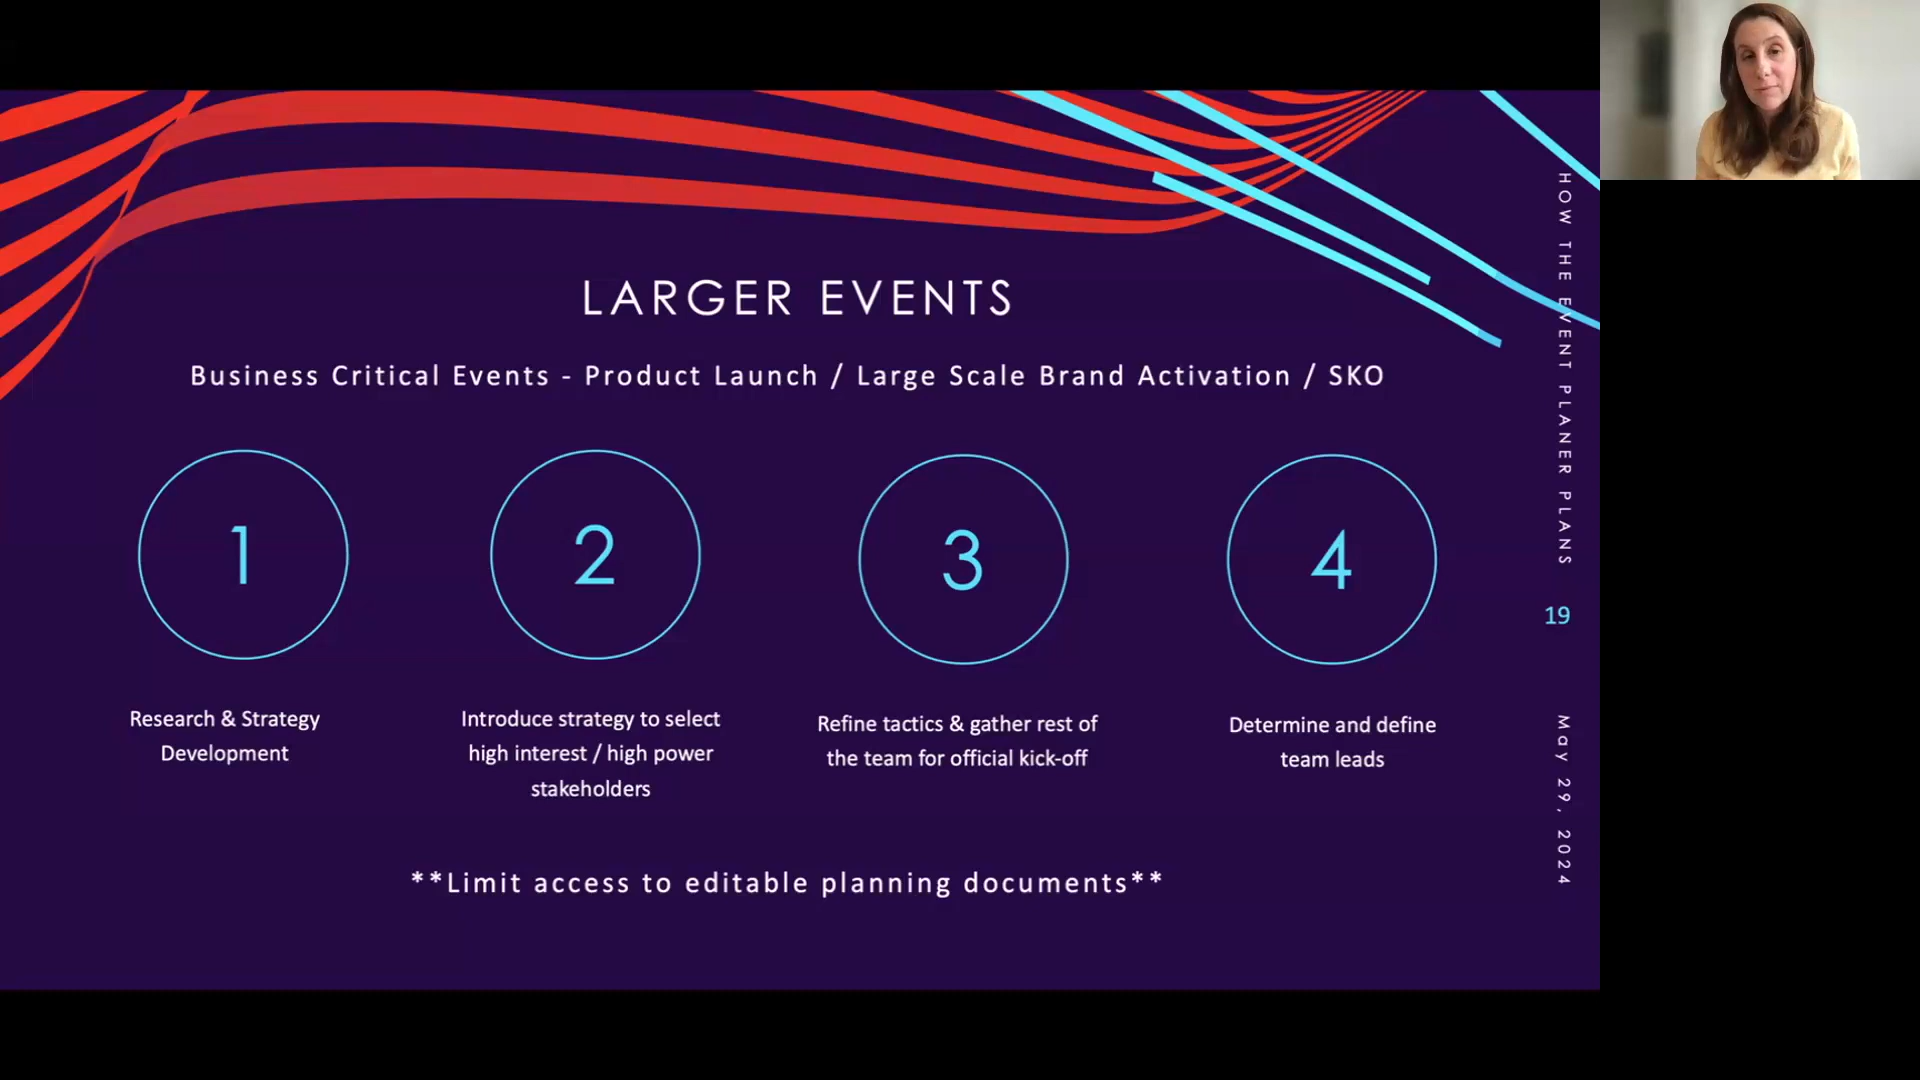 LARGER EVENTS
Business Critical Events - Product Launch / Large Scale Brand Activation / SKO
1
Research & Strategy
Development
2
Introduce strategy to select
high interest / high power
stakeholders
3
Refine tactics & gather rest of
the team for official kick-off
4
Determine and define
team leads
**Limit access to editable planning documents**
HOW THE EVENT PLANER PLANS
19
May 29, 2024